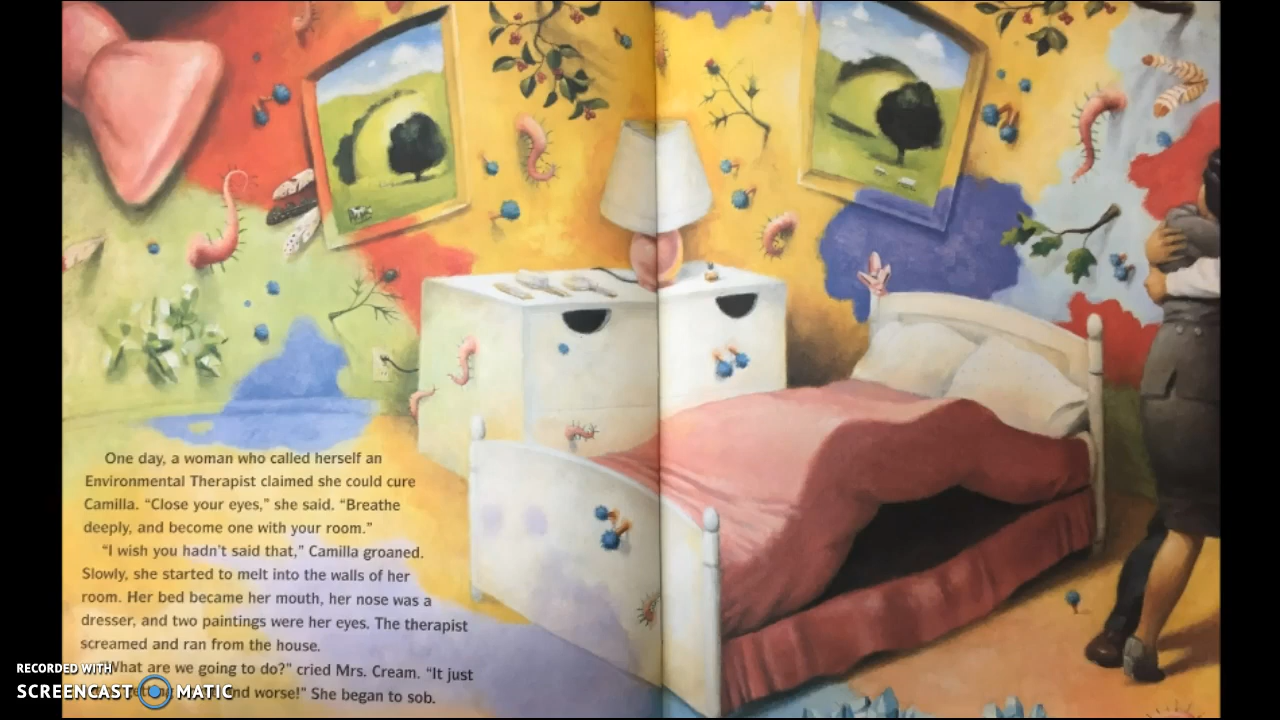 One day, a woman who called herself an
Environmental Therapist claimed she could cure
Camilla. “Close your eyes,” she said. “Breathe
deeply, and become one with your room.”
“I wish you hadn’t said that,” Camilla groaned.
Slowly, she started to melt into the walls of her
room. Her bed became her mouth, her nose was a
dresser, and two paintings were her eyes. The therapist
screamed and ran from the house.
What are we going to do?” cried Mrs. Cream. “It just
nd worse!” She began to sob.
RECORDED WITH
SCREENCAST MATIC